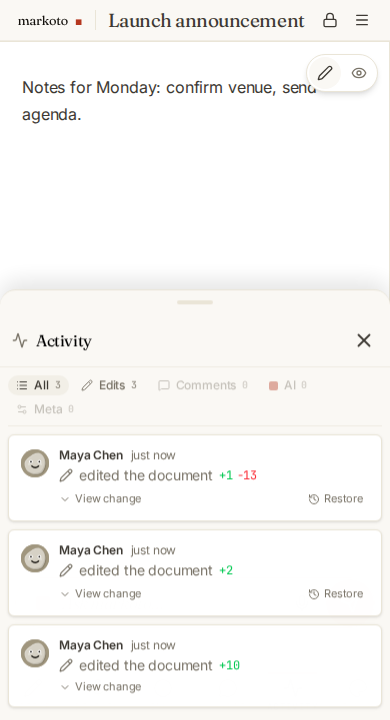 markoto
Launch announcement
Notes for Monday: confirm venue, send
agenda.
Activity
All 3 Edits 3 Comments 0 AI 0
Meta 0
Maya Chen just now
edited the document +1 -13
View change Restore
Maya Chen just now
edited the document +2
View change Restore
Maya Chen just now
edited the document +10
View change